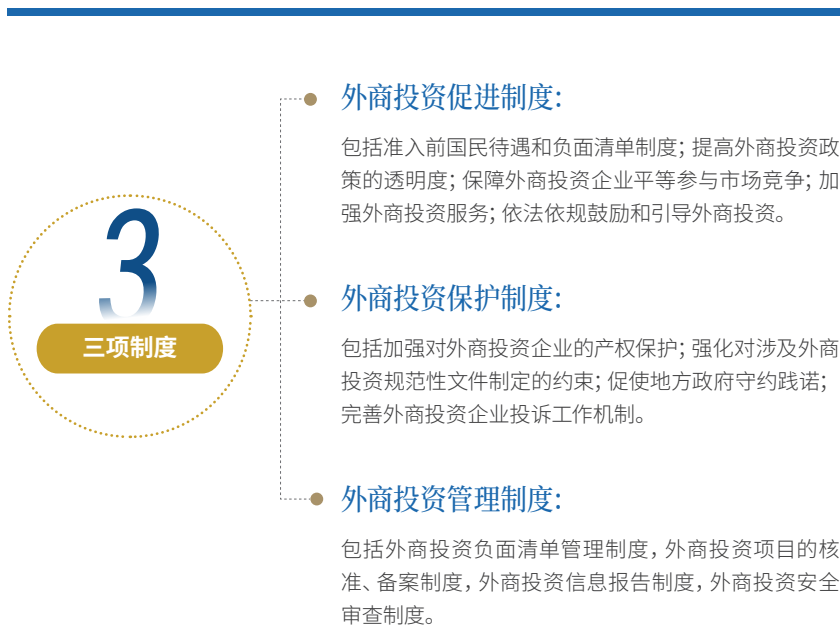 3
三项制度
外商投资促进制度：
包括准入前国民待遇和负面清单制度；提高外商投资政
策的透明度；保障外商投资企业平等参与市场竞争；加
强外商投资服务；依法依规鼓励和引导外商投资。
外商投资保护制度：
包括加强对外商投资企业的产权保护；强化对涉及外商
投资规范性文件制定的约束；促使地方政府守约践诺；
完善外商投资企业投诉工作机制。
外商投资管理制度：
包括外商投资负面清单管理制度，外商投资项目的核
准、备案制度，外商投资信息报告制度，外商投资安全
审查制度。